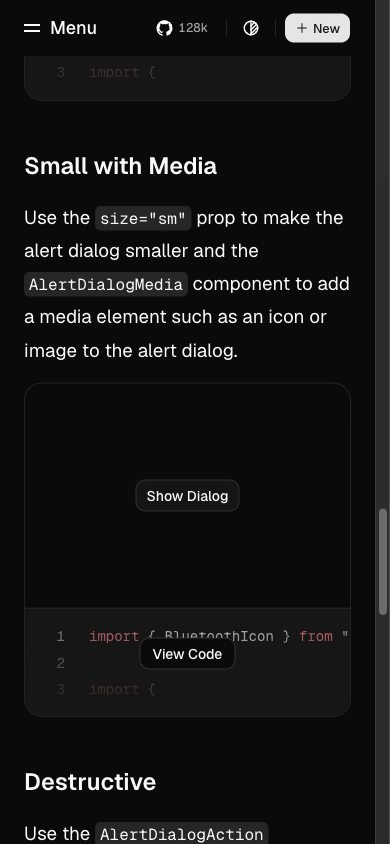 Menu
128k
New
3 import {
Small with Media
Use the size="sm" prop to make the
alert dialog smaller and the
AlertDialogMedia component to add
a media element such as an icon or
image to the alert dialog.
Show Dialog
1 import { BluetoothIcon } from "
2
View Code
3 import {
Destructive
Use the AlertDialogAction